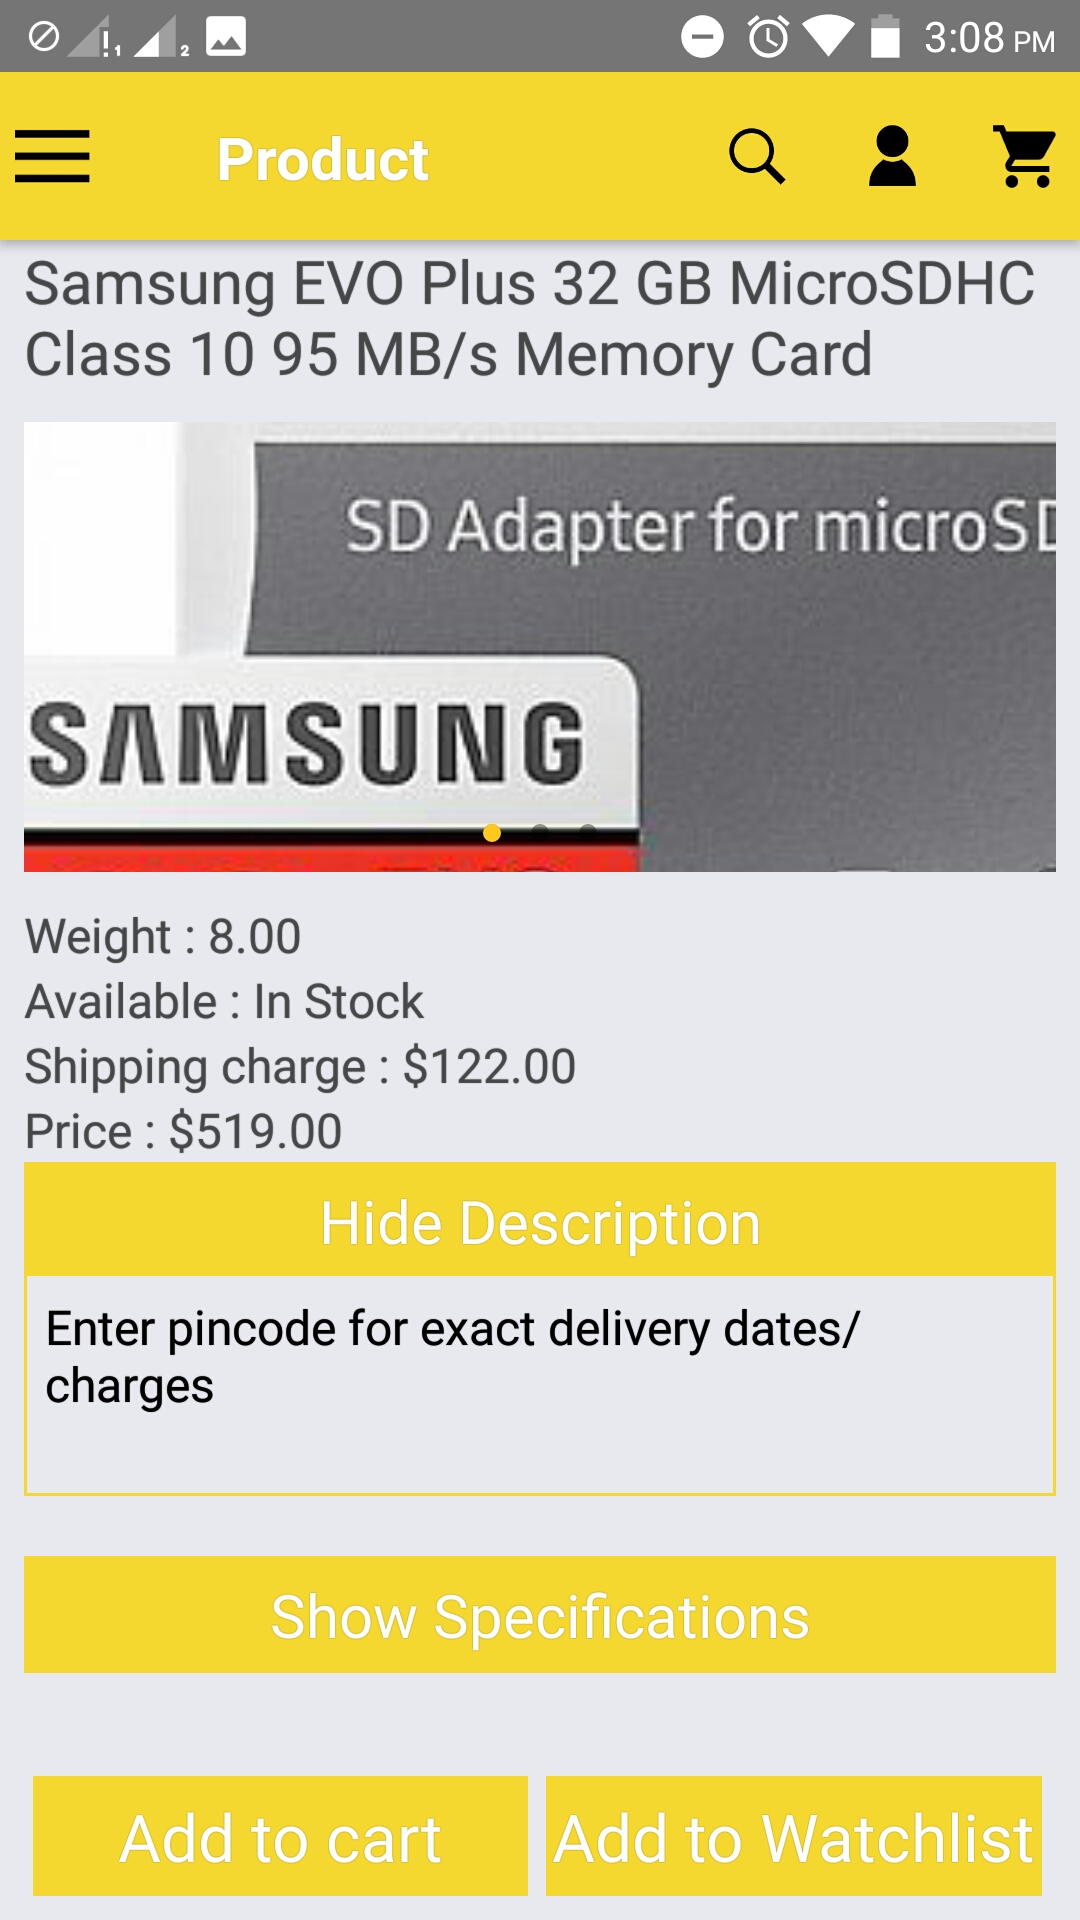 1 2 3:08 PM
Product
Samsung EVO Plus 32 GB MicroSDHC
Class 10 95 MB/s Memory Card
SD Adapter for microSD
SAMSUNG
Weight : 8.00
Available : In Stock
Shipping charge : $122.00
Price : $519.00
Hide Description
Enter pincode for exact delivery dates/
charges
Show Specifications
Add to cart
Add to Watchlist